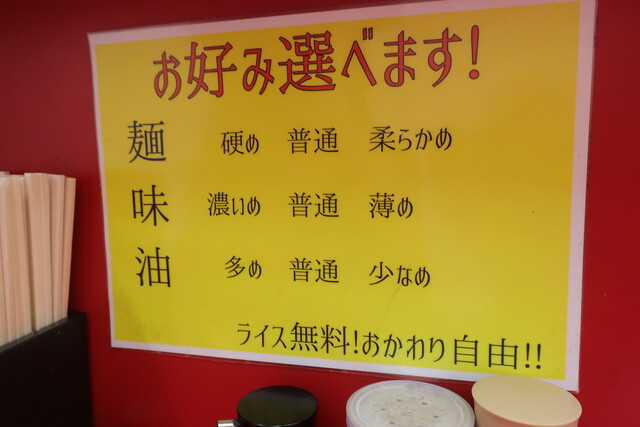 お好み選べます!
麺 硬め 普通 柔らかめ
味 濃いめ 普通 薄め
油 多め 普通 少なめ
ライス無料!おかわり自由!!